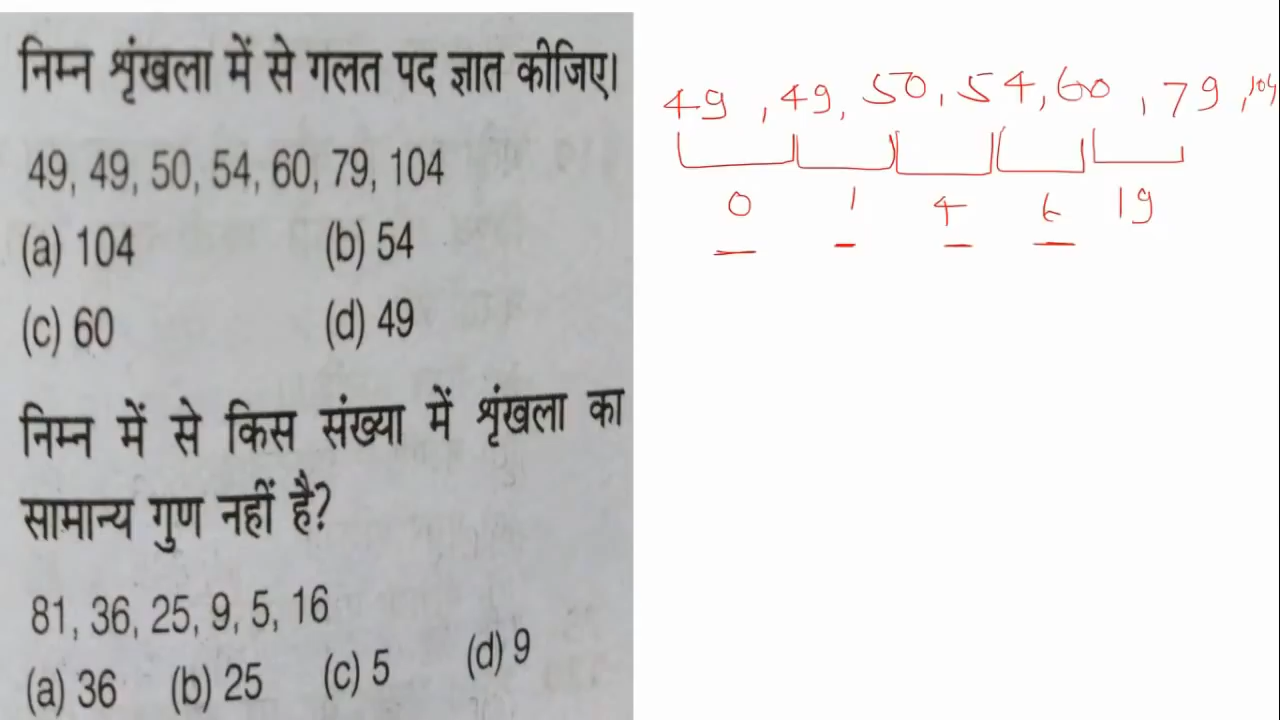 निम्न शृंखला में से गलत पद ज्ञात कीजिए।
49, 49, 50, 54, 60, 79, 104
(a) 104 (b) 54
(c) 60 (d) 49
निम्न में से किस संख्या में शृंखला का
सामान्य गुण नहीं है?
81, 36, 25, 9, 5, 16
(a) 36 (b) 25 (c) 5 (d) 9
49, 49, 50, 54, 60, 79, 104
0 1 4 6 19